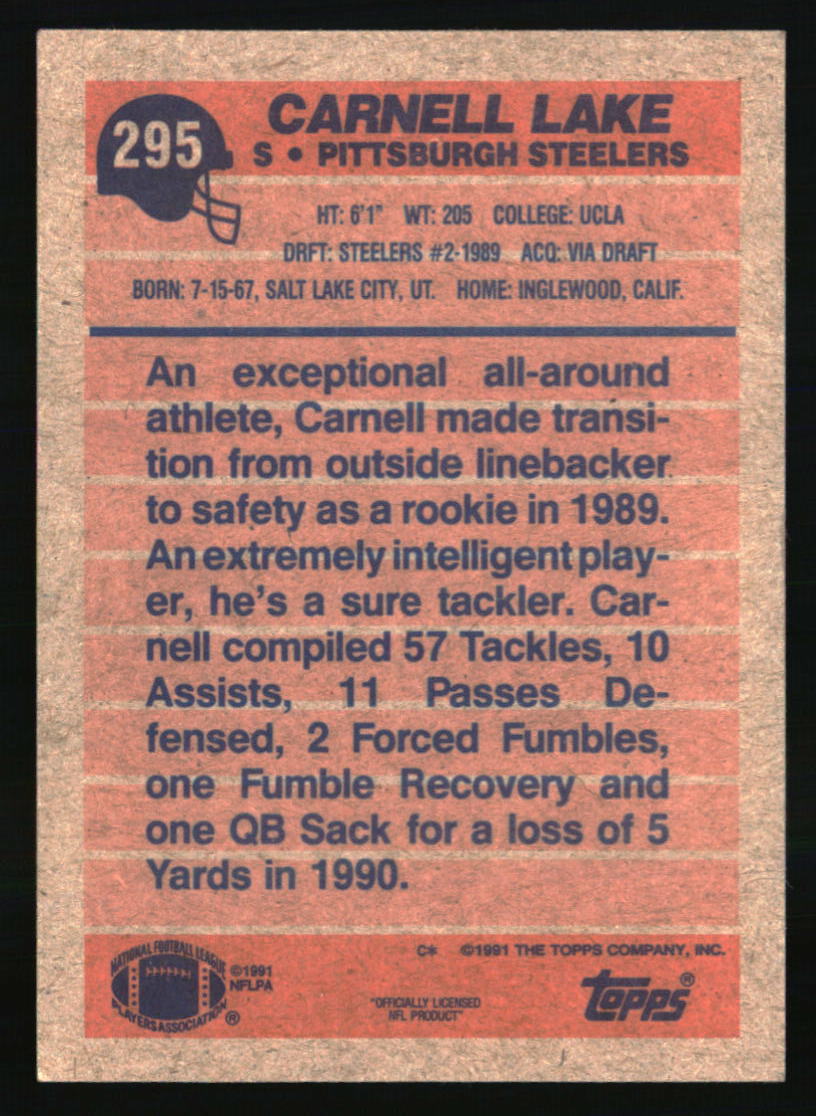 295
CARNELL LAKE
S • PITTSBURGH STEELERS
HT: 6'1" WT: 205 COLLEGE: UCLA
DRFT: STEELERS #2-1989 ACQ: VIA DRAFT
BORN: 7-15-67, SALT LAKE CITY, UT. HOME: INGLEWOOD, CALIF.
An exceptional all-around
athlete, Carnell made transi-
tion from outside linebacker
to safety as a rookie in 1989.
An extremely intelligent play-
er, he's a sure tackler. Car-
nell compiled 57 Tackles, 10
Assists, 11 Passes De-
fensed, 2 Forced Fumbles,
one Fumble Recovery and
one QB Sack for a loss of 5
Yards in 1990.
NATIONAL FOOTBALL LEAGUE
PLAYERS ASSOCIATION ®
©1991
NFLPA
C* ©1991 THE TOPPS COMPANY, INC.
"OFFICIALLY LICENSED
NFL PRODUCT"
topps®